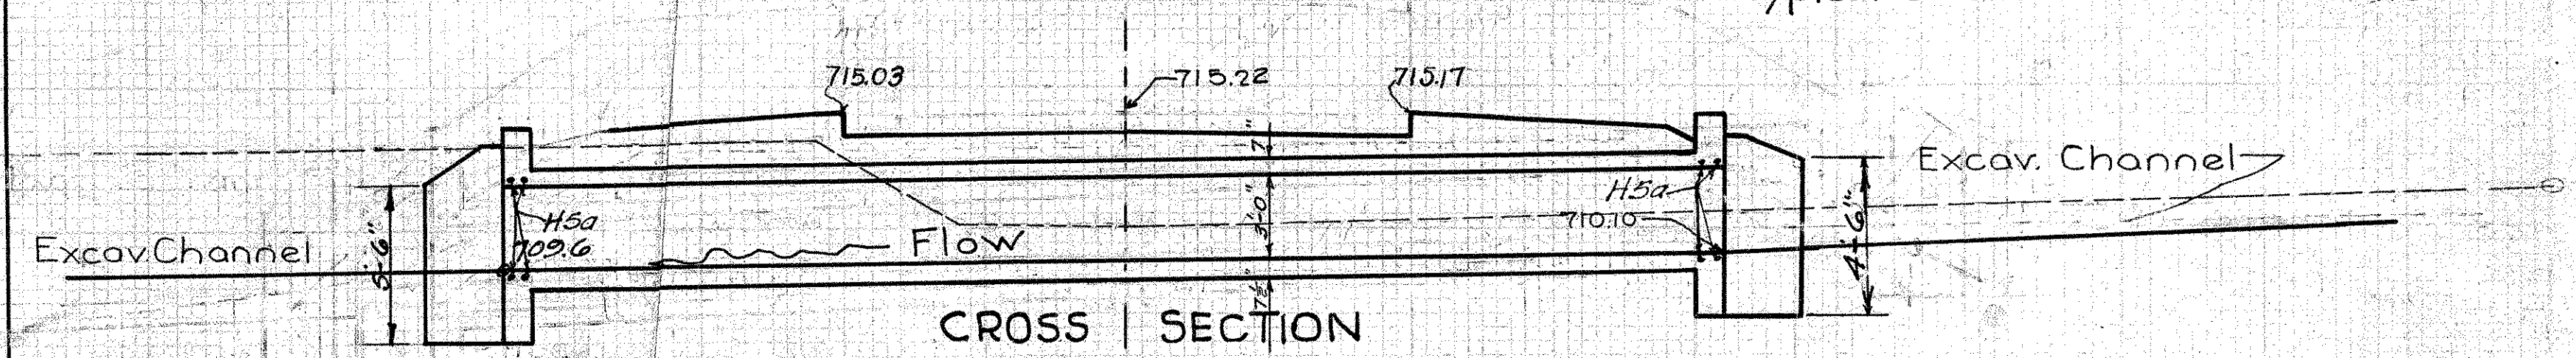 715.03
715.22
715.17
7"
Excav. Channel
H5a
H5a
3'-0"
710.10
709.6
Flow
Excav. Channel
5'-6"
4'-6"
7½"
CROSS SECTION